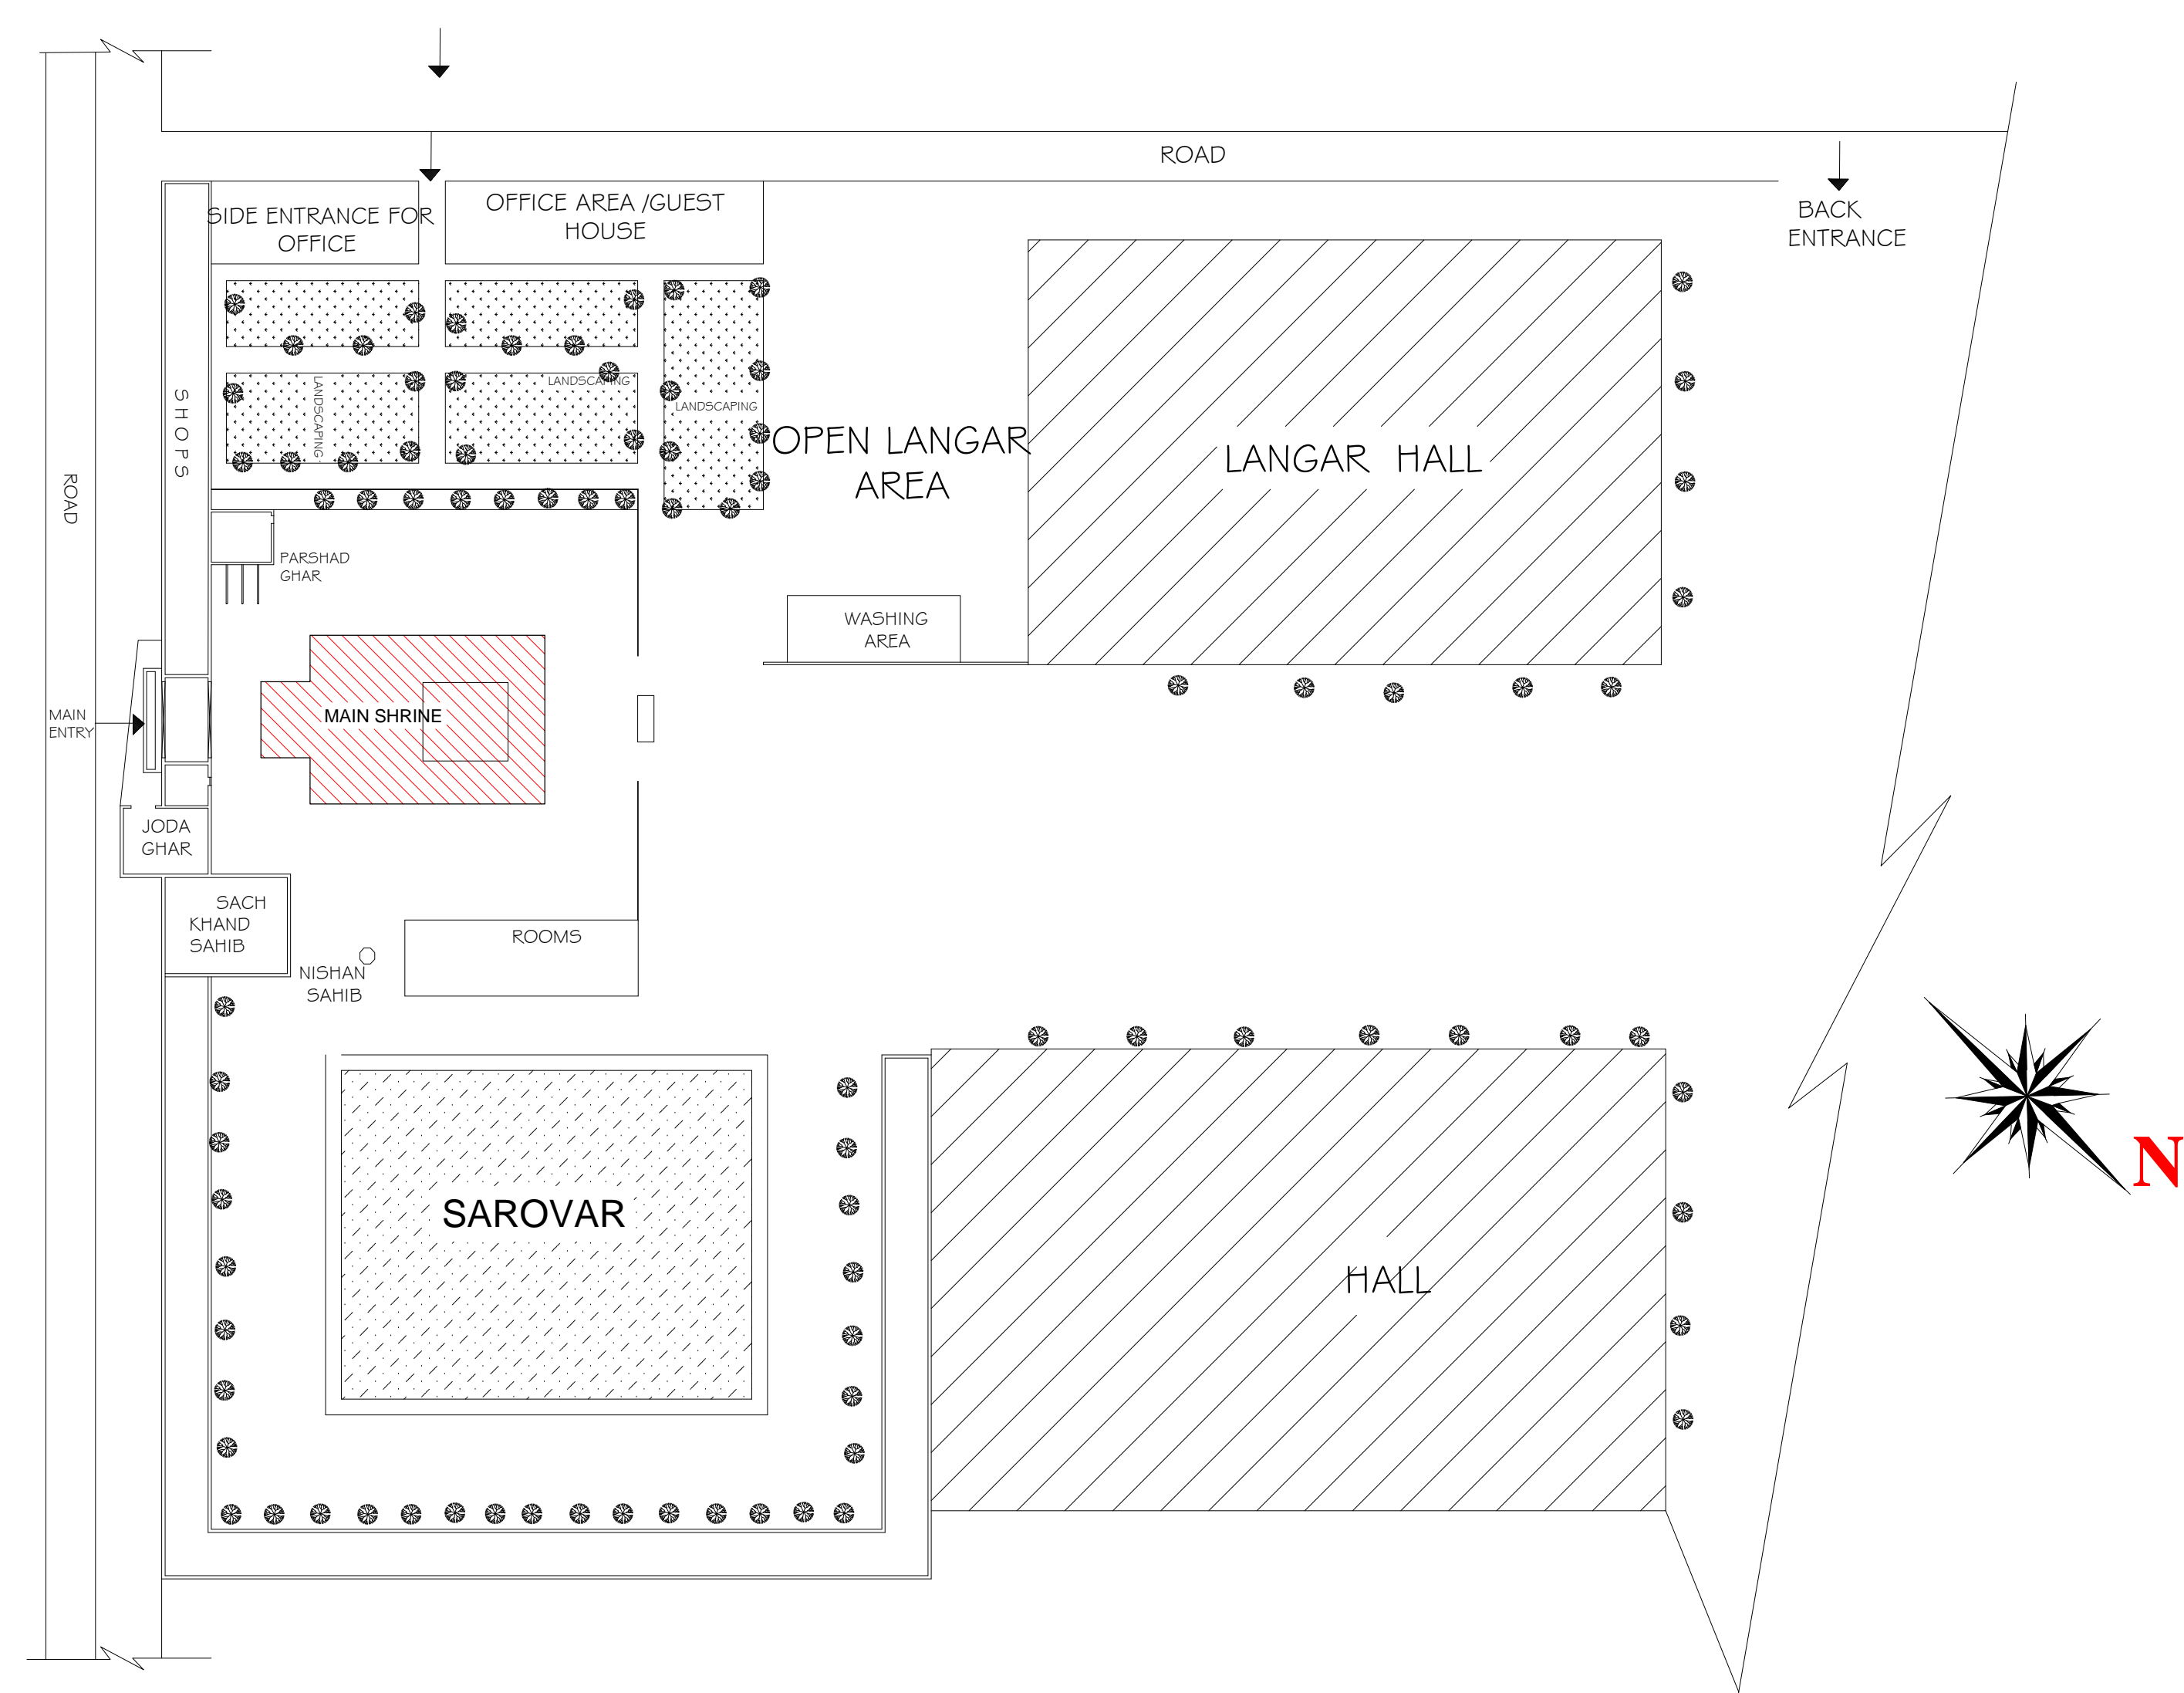 ROAD
BACK
ENTRANCE
SIDE ENTRANCE FOR
OFFICE
OFFICE AREA /GUEST
HOUSE
SHOPS
LANDSCAPING
LANDSCAPING
LANDSCAPING
OPEN LANGAR
AREA
LANGAR HALL
ROAD
PARSHAD
GHAR
WASHING
AREA
MAIN
ENTRY
MAIN SHRINE
JODA
GHAR
SACH
KHAND
SAHIB
ROOMS
NISHAN
SAHIB
N
SAROVAR
HALL